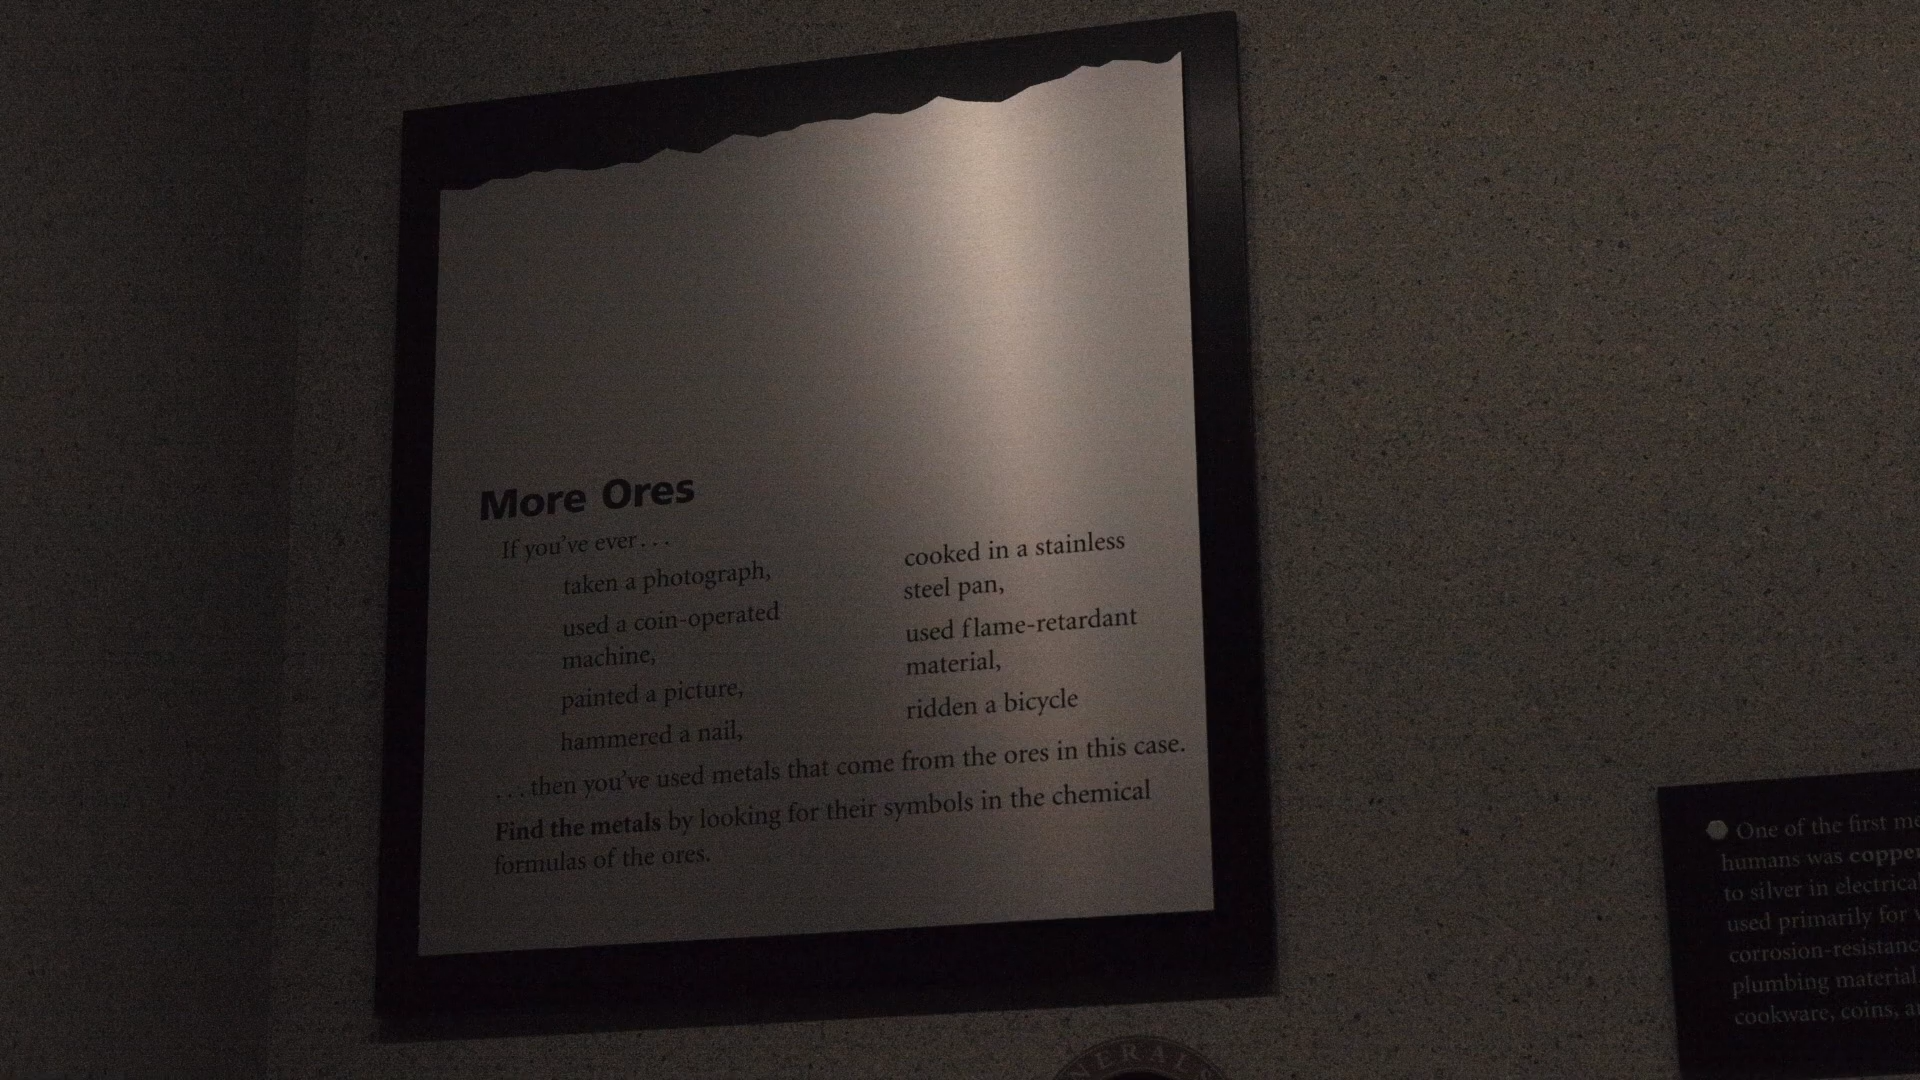 More Ores
If you've ever...
taken a photograph,
used a coin-operated
machine,
painted a picture,
hammered a nail,
cooked in a stainless
steel pan,
used flame-retardant
material,
ridden a bicycle
...then you've used metals that come from the ores in this case.
Find the metals by looking for their symbols in the chemical
formulas of the ores.
One of the first
humans was copper
to silver in
used primarily for
plumbing material,
cookware, coins,